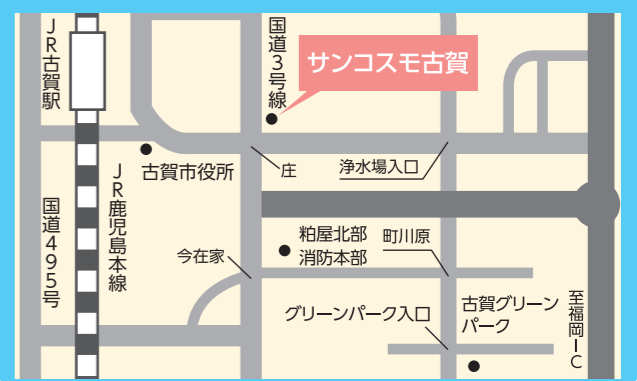 JR古賀駅
国道3号線
サンコスモ古賀
古賀市役所
庄
浄水場入口
JR鹿児島本線
国道495号
粕屋北部
消防本部
町川原
今在家
グリーンパーク入口
古賀グリーン
パーク
至福岡IC